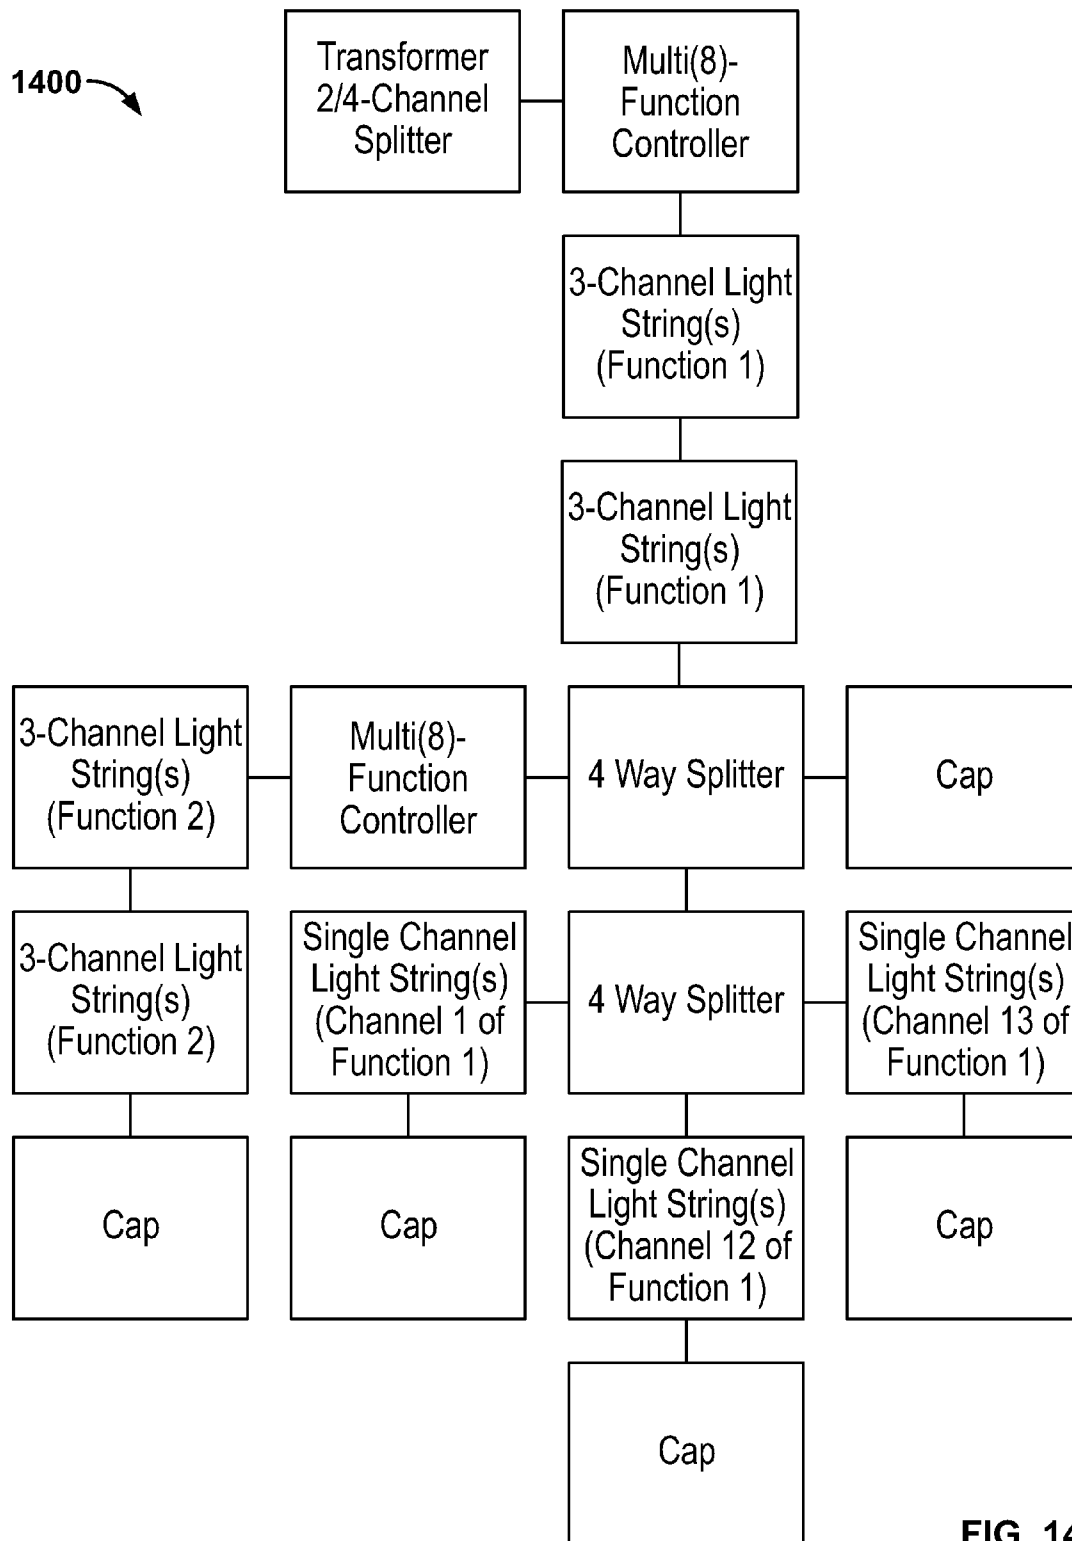 1400
Transformer
2/4-Channel
Splitter
Multi(8)-
Function
Controller
3-Channel Light
String(s)
(Function 1)
3-Channel Light
String(s)
(Function 1)
3-Channel Light
String(s)
(Function 2)
Multi(8)-
Function
Controller
4 Way Splitter
Cap
3-Channel Light
String(s)
(Function 2)
Single Channel
Light String(s)
(Channel 1 of
Function 1)
4 Way Splitter
Single Channel
Light String(s)
(Channel 13 of
Function 1)
Cap
Cap
Single Channel
Light String(s)
(Channel 12 of
Function 1)
Cap
Cap
FIG. 14